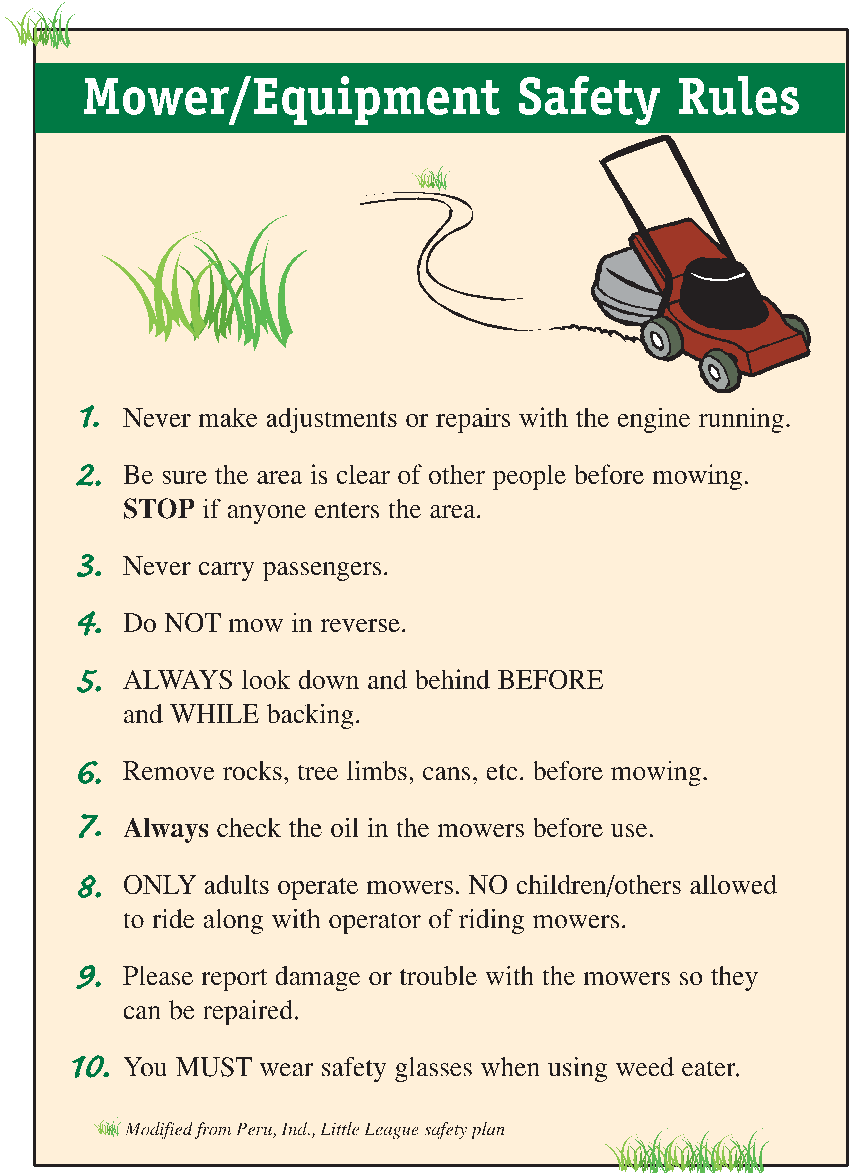 Mower/Equipment Safety Rules
1. Never make adjustments or repairs with the engine running.
2. Be sure the area is clear of other people before mowing.
STOP if anyone enters the area.
3. Never carry passengers.
4. Do NOT mow in reverse.
5. ALWAYS look down and behind BEFORE
and WHILE backing.
6. Remove rocks, tree limbs, cans, etc. before mowing.
7. Always check the oil in the mowers before use.
8. ONLY adults operate mowers. NO children/others allowed
to ride along with operator of riding mowers.
9. Please report damage or trouble with the mowers so they
can be repaired.
10. You MUST wear safety glasses when using weed eater.
Modified from Peru, Ind., Little League safety plan